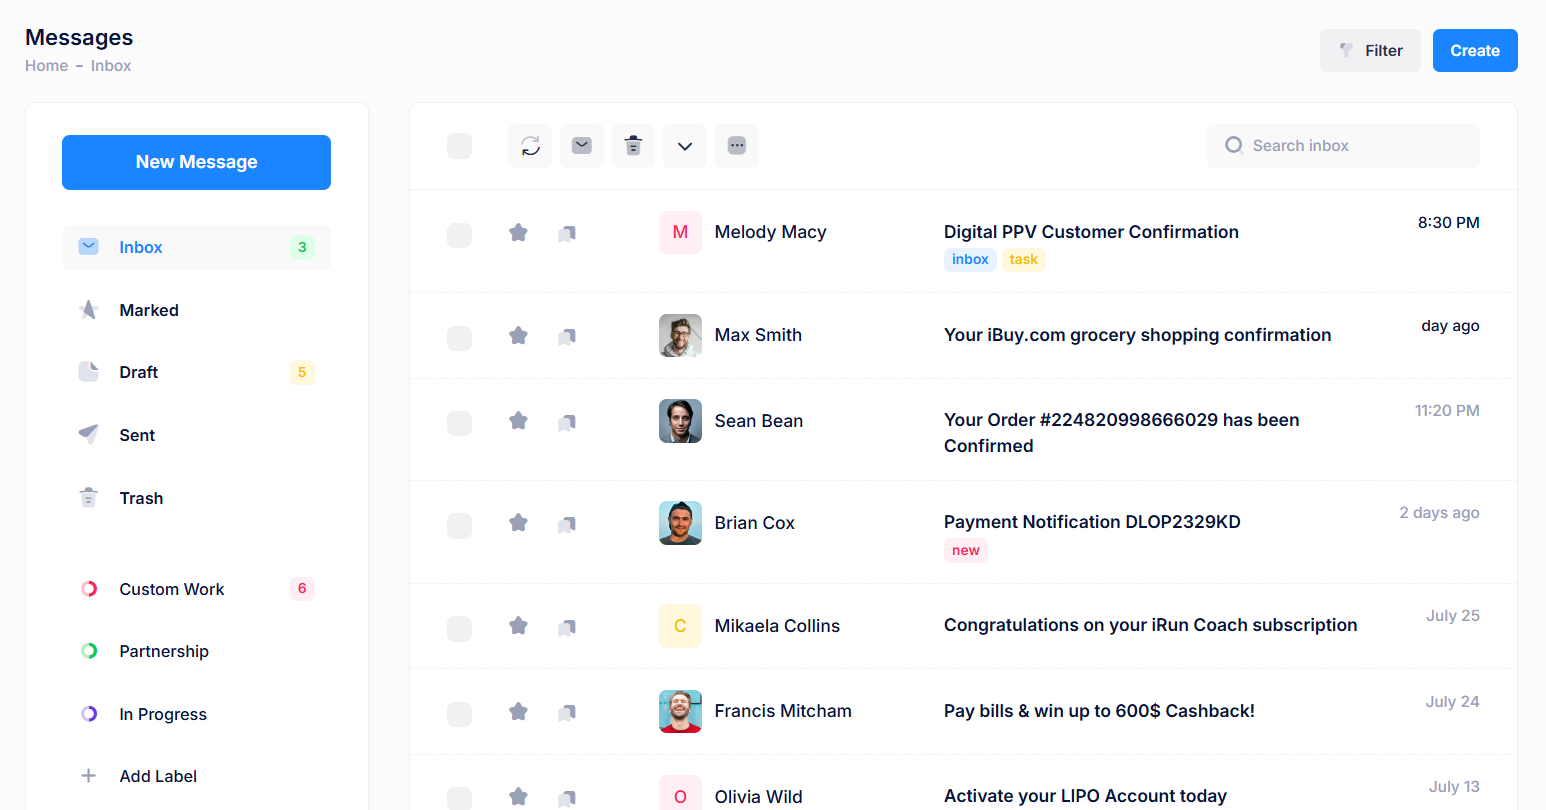 Messages
Home – Inbox
Filter
Create
New Message
Inbox 3
Marked
Draft 5
Sent
Trash
Custom Work 6
Partnership
In Progress
Add Label
Search inbox
M Melody Macy Digital PPV Customer Confirmation 8:30 PM
inbox task
Max Smith Your iBuy.com grocery shopping confirmation day ago
Sean Bean Your Order #224820998666029 has been 11:20 PM
Confirmed
Brian Cox Payment Notification DLOP2329KD 2 days ago
new
C Mikaela Collins Congratulations on your iRun Coach subscription July 25
Francis Mitcham Pay bills & win up to 600$ Cashback! July 24
O Olivia Wild Activate your LIPO Account today July 13